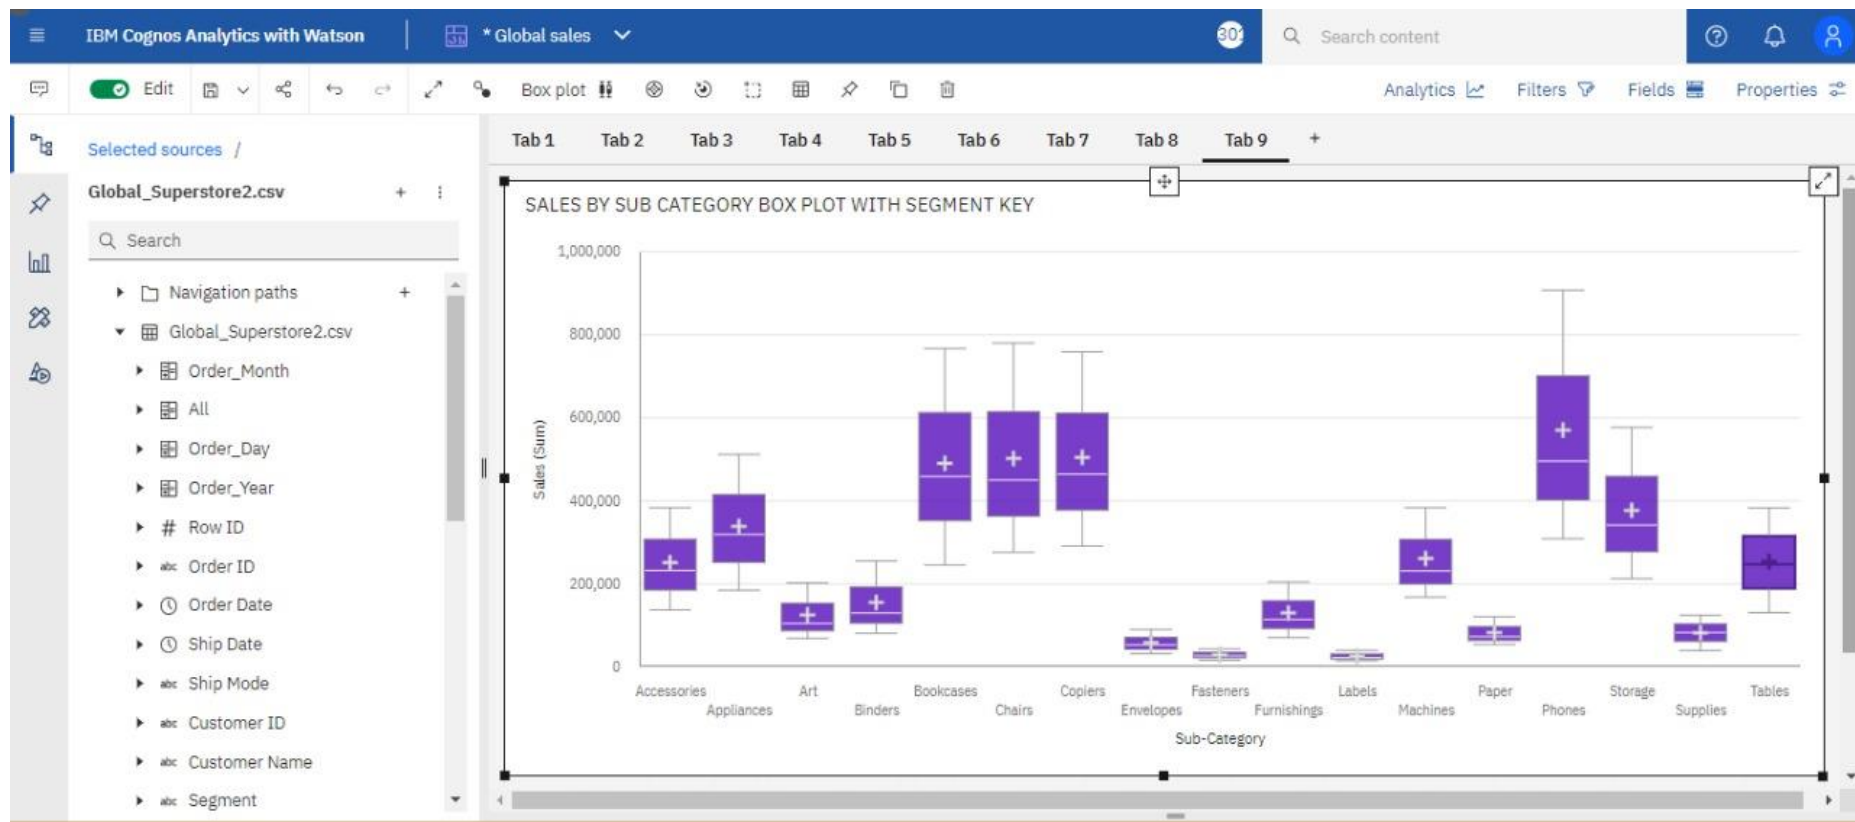 IBM Cognos Analytics with Watson
* Global sales
Search content
Edit
Box plot
Analytics
Filters
Fields
Properties
Selected sources /
Global_Superstore2.csv
Search
Navigation paths
Global_Superstore2.csv
Order_Month
All
Order_Day
Order_Year
# Row ID
abc Order ID
Order Date
Ship Date
abc Ship Mode
abc Customer ID
abc Customer Name
abc Segment
Tab 1 Tab 2 Tab 3 Tab 4 Tab 5 Tab 6 Tab 7 Tab 8 Tab 9 +
SALES BY SUB CATEGORY BOX PLOT WITH SEGMENT KEY
1,000,000
800,000
600,000
400,000
200,000
0
Sales (Sum)
Accessories Art Bookcases Copiers Fasteners Labels Paper Storage Tables
Appliances Binders Chairs Envelopes Furnishings Machines Phones Supplies
Sub-Category